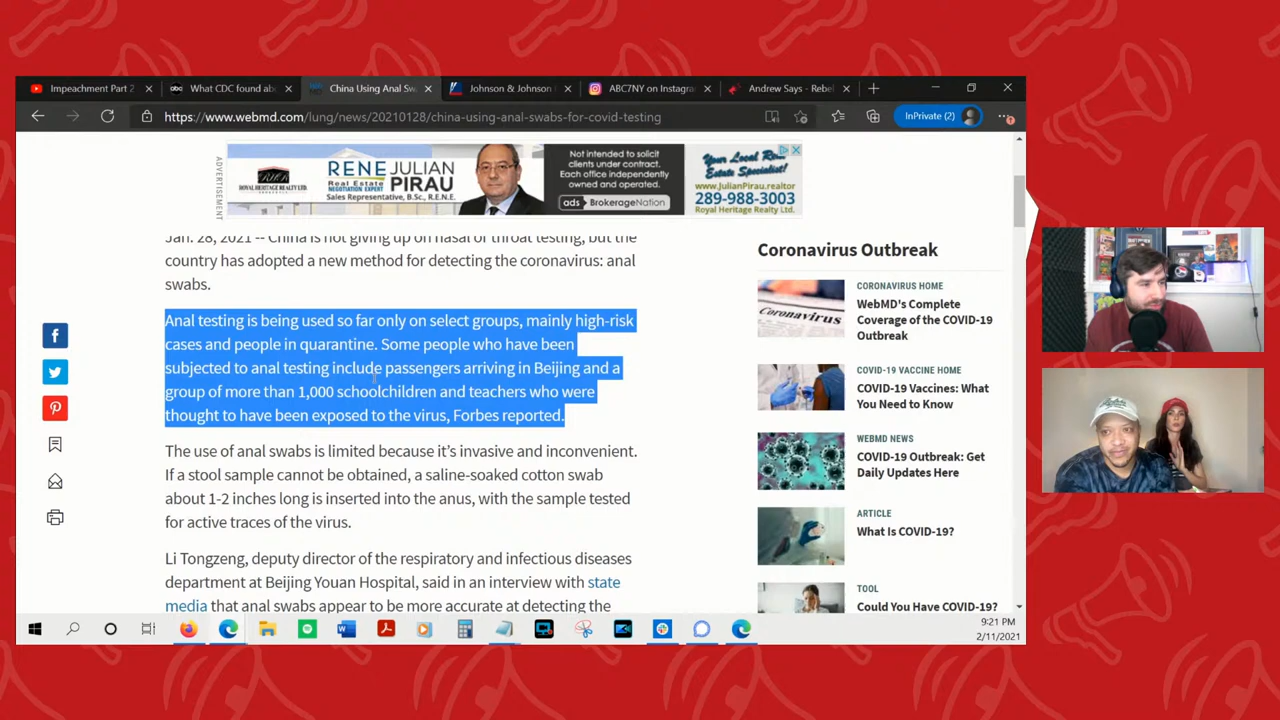 Impeachment Part 2
What CDC found abo
China Using Anal Sw
Johnson & Johnson
ABC7NY on Instagra
Andrew Says - Rebel
https://www.webmd.com/lung/news/20210128/china-using-anal-swabs-for-covid-testing
InPrivate (2)
ADVERTISEMENT
ROYAL HERITAGE REALTY LTD.
RENE JULIAN
Real Estate
NEGOTIATION EXPERT
PIRAU
Sales Representative, B.Sc., R.E.N.E.
Not intended to solicit
clients under contract.
Each office independently
owned and operated.
ads BrokerageNation
Your Local Real
Estate Specialist!
www.JulianPirau.realtor
289-988-3003
Royal Heritage Realty Ltd.
Jan. 28, 2021 -- China is not giving up on nasal or throat testing, but the
country has adopted a new method for detecting the coronavirus: anal
swabs.
Anal testing is being used so far only on select groups, mainly high-risk
cases and people in quarantine. Some people who have been
subjected to anal testing include passengers arriving in Beijing and a
group of more than 1,000 schoolchildren and teachers who were
thought to have been exposed to the virus, Forbes reported.
The use of anal swabs is limited because it's invasive and inconvenient.
If a stool sample cannot be obtained, a saline-soaked cotton swab
about 1-2 inches long is inserted into the anus, with the sample tested
for active traces of the virus.
Li Tongzeng, deputy director of the respiratory and infectious diseases
department at Beijing Youan Hospital, said in an interview with state
media that anal swabs appear to be more accurate at detecting the
Coronavirus Outbreak
Coronavirus
CORONAVIRUS HOME
WebMD's Complete
Coverage of the COVID-19
Outbreak
COVID-19 VACCINE HOME
COVID-19 Vaccines: What
You Need to Know
WEBMD NEWS
COVID-19 Outbreak: Get
Daily Updates Here
ARTICLE
What Is COVID-19?
TOOL
Could You Have COVID-19?
9:21 PM
2/11/2021